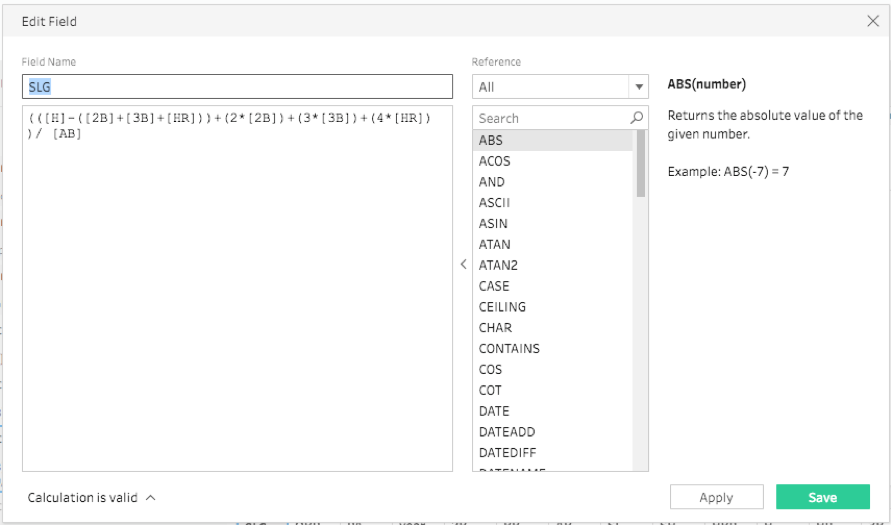 Edit Field
Field Name
SLG
(([H]-([2B]+[3B]+[HR]))+(2*[2B])+(3*[3B])+(4*[HR])
)/ [AB]
Reference
All
Search
ABS
ACOS
AND
ASCII
ASIN
ATAN
ATAN2
CASE
CEILING
CHAR
CONTAINS
COS
COT
DATE
DATEADD
DATEDIFF
DATENAME
ABS(number)
Returns the absolute value of the
given number.
Example: ABS(-7) = 7
Calculation is valid
Apply
Save